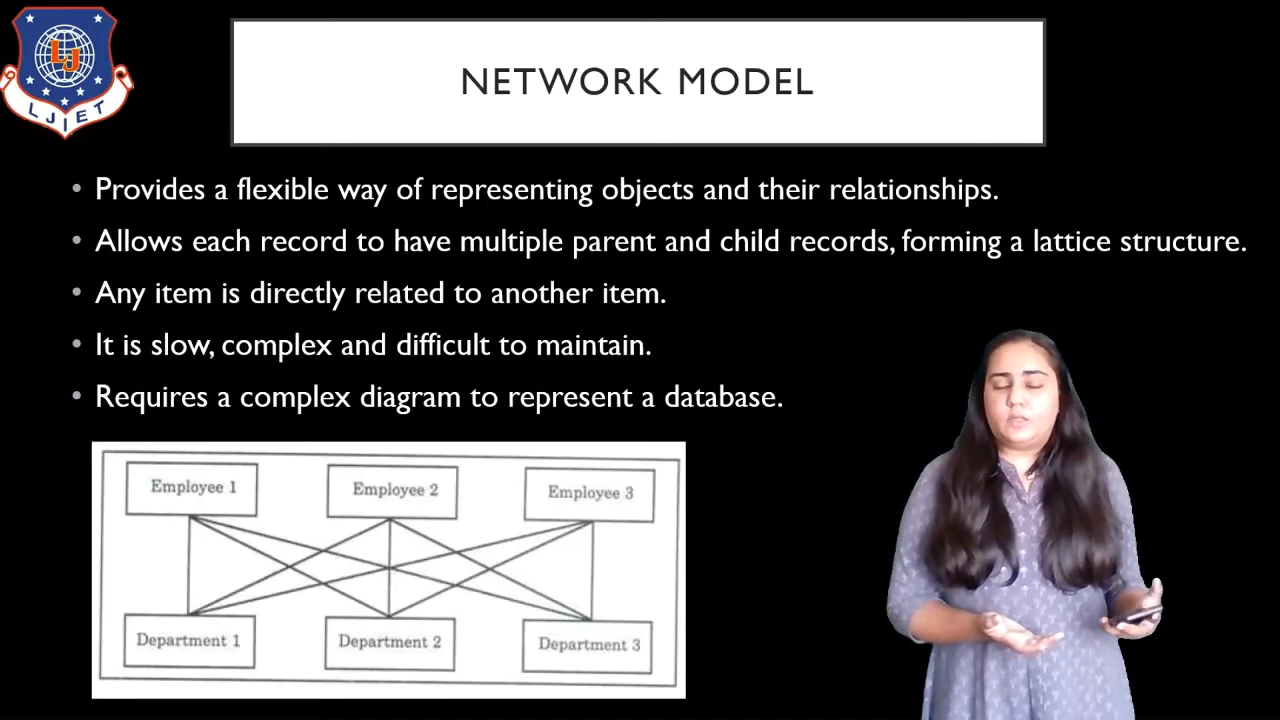 LJ
LJIET
NETWORK MODEL
• Provides a flexible way of representing objects and their relationships.
• Allows each record to have multiple parent and child records, forming a lattice structure.
• Any item is directly related to another item.
• It is slow, complex and difficult to maintain.
• Requires a complex diagram to represent a database.
Employee 1 Employee 2 Employee 3
Department 1 Department 2 Department 3